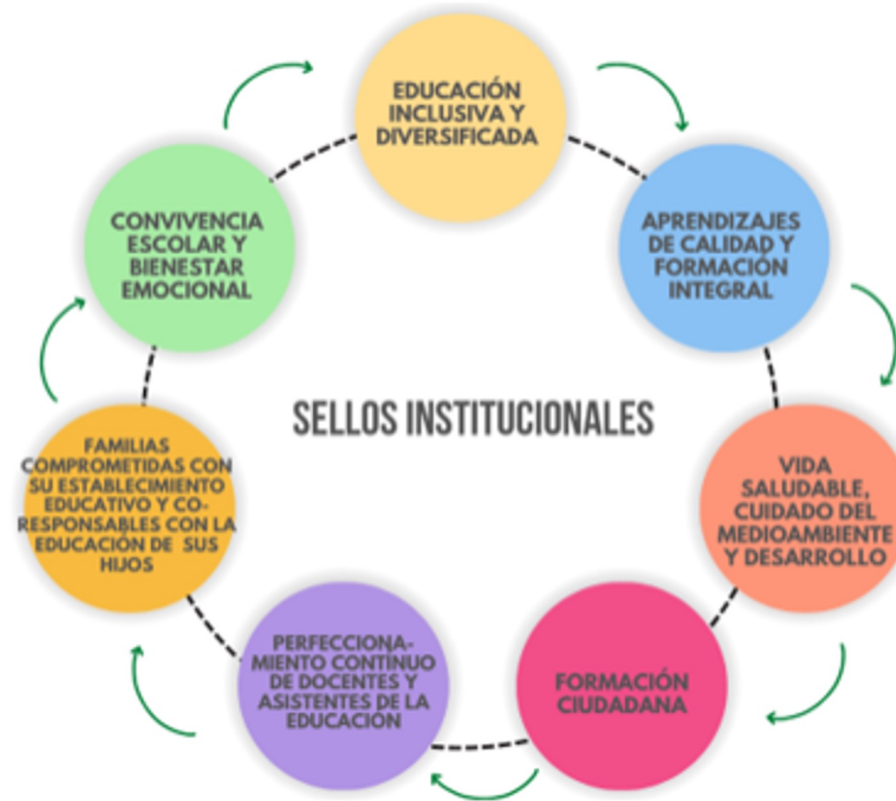 EDUCACIÓN
INCLUSIVA Y
DIVERSIFICADA
APRENDIZAJES
DE CALIDAD Y
FORMACIÓN
INTEGRAL
VIDA
SALUDABLE,
CUIDADO DEL
MEDIOAMBIENTE
Y DESARROLLO
FORMACIÓN
CIUDADANA
PERFECCIONA-
MIENTO CONTÍNUO
DE DOCENTES Y
ASISTENTES DE LA
EDUCACIÓN
FAMILIAS
COMPROMETIDAS CON
SU ESTABLECIMIENTO
EDUCATIVO Y CO-
RESPONSABLES CON LA
EDUCACIÓN DE SUS
HIJOS
CONVIVENCIA
ESCOLAR Y
BIENESTAR
EMOCIONAL
SELLOS INSTITUCIONALES